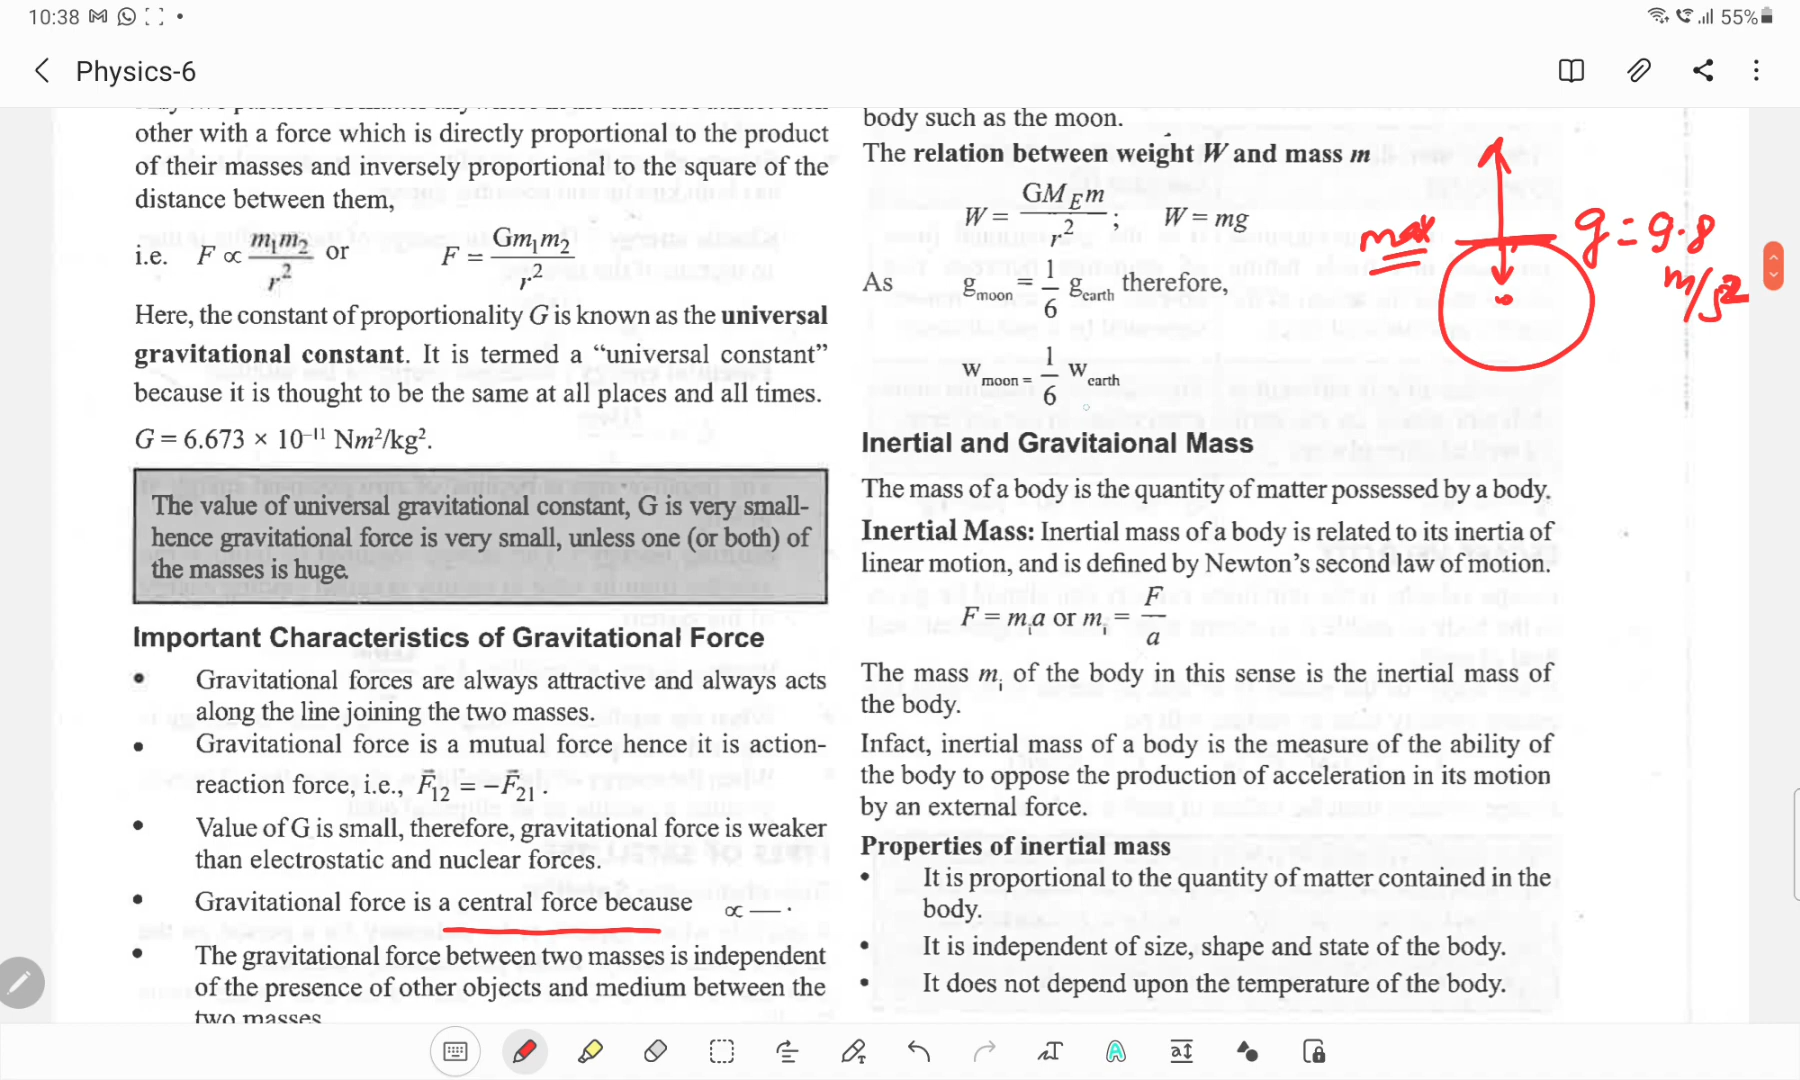 10:38
55%
Physics-6
other with a force which is directly proportional to the product
of their masses and inversely proportional to the square of the
distance between them,
i.e. F ∝ m₁m₂/r² or F = Gm₁m₂/r²
Here, the constant of proportionality G is known as the universal
gravitational constant. It is termed a “universal constant”
because it is thought to be the same at all places and all times.
G = 6.673 × 10⁻¹¹ Nm²/kg².
The value of universal gravitational constant, G is very small-
hence gravitational force is very small, unless one (or both) of
the masses is huge.
Important Characteristics of Gravitational Force
• Gravitational forces are always attractive and always acts
along the line joining the two masses.
• Gravitational force is a mutual force hence it is action-
reaction force, i.e., F⃗₁₂ = −F⃗₂₁.
• Value of G is small, therefore, gravitational force is weaker
than electrostatic and nuclear forces.
• Gravitational force is a central force because ∝ — .
• The gravitational force between two masses is independent
of the presence of other objects and medium between the
two masses
body such as the moon.
The relation between weight W and mass m
W = GM_E m/r² ; W = mg
As g moon = 1/6 g earth therefore,
W moon = 1/6 W earth
Inertial and Gravitaional Mass
The mass of a body is the quantity of matter possessed by a body.
Inertial Mass: Inertial mass of a body is related to its inertia of
linear motion, and is defined by Newton’s second law of motion.
F = mᵢa or mᵢ = F/a
The mass mᵢ of the body in this sense is the inertial mass of
the body.
Infact, inertial mass of a body is the measure of the ability of
the body to oppose the production of acceleration in its motion
by an external force.
Properties of inertial mass
• It is proportional to the quantity of matter contained in the
body.
• It is independent of size, shape and state of the body.
• It does not depend upon the temperature of the body.
max
g = 9.8
m/s²